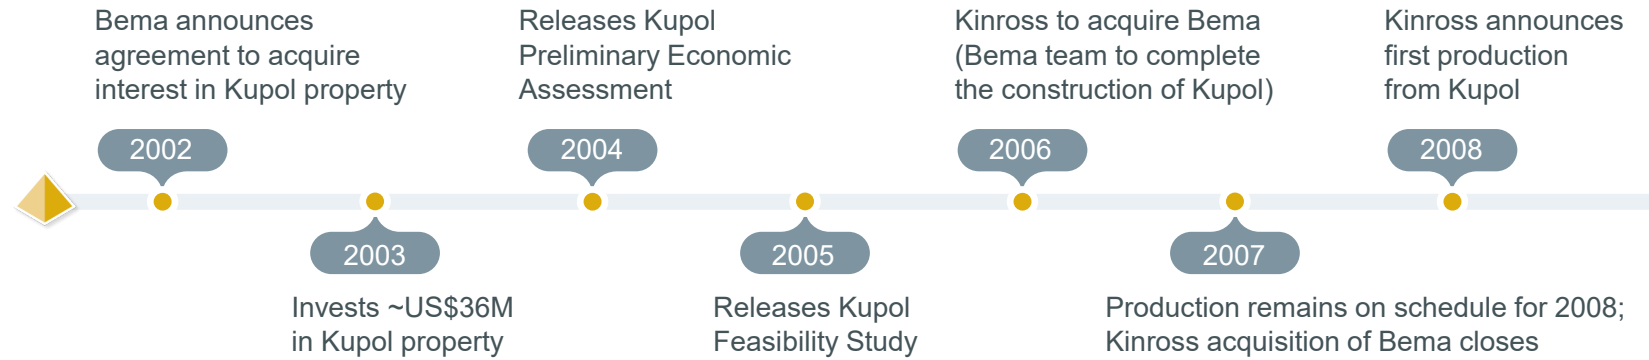 Bema announces
agreement to acquire
interest in Kupol property
2002
Invests ~US$36M
in Kupol property
2003
Releases Kupol
Preliminary Economic
Assessment
2004
Releases Kupol
Feasibility Study
2005
Kinross to acquire Bema
(Bema team to complete
the construction of Kupol)
2006
Production remains on schedule for 2008;
Kinross acquisition of Bema closes
2007
Kinross announces
first production
from Kupol
2008